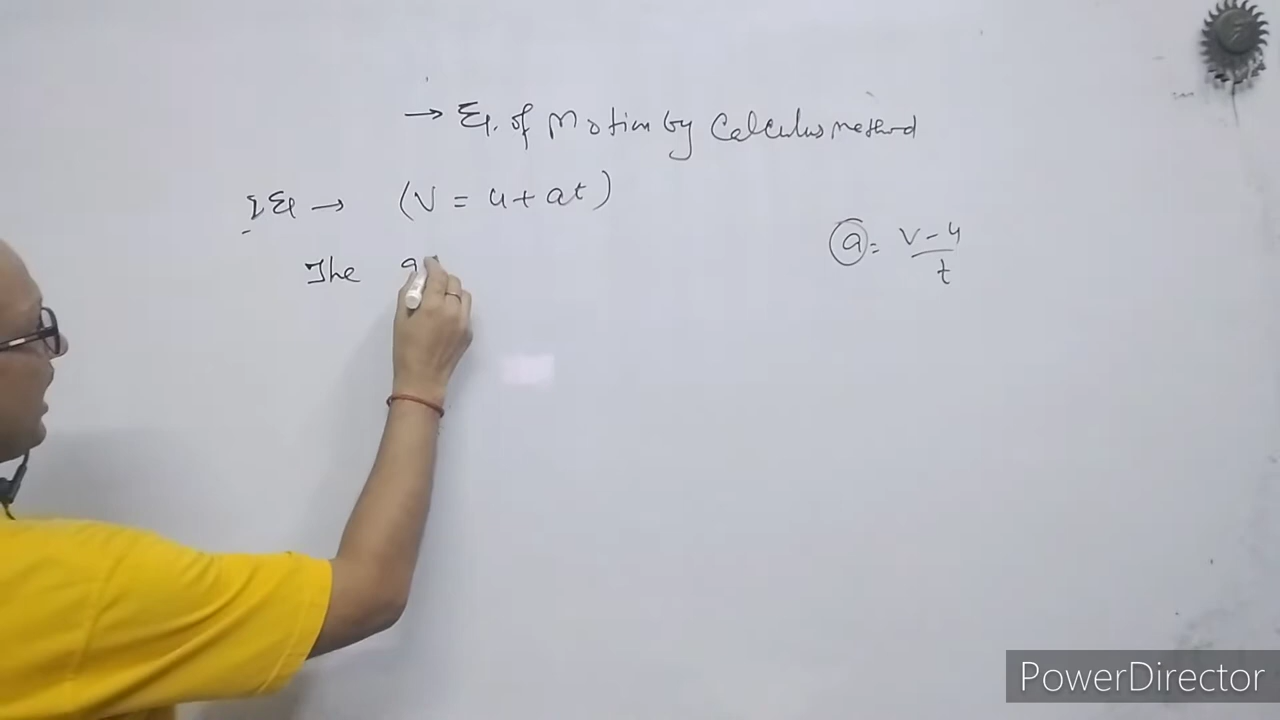 → Eq. of Motion by Calculus method
I Eq → (V = u + at)
a = v - u / t
The
PowerDirector